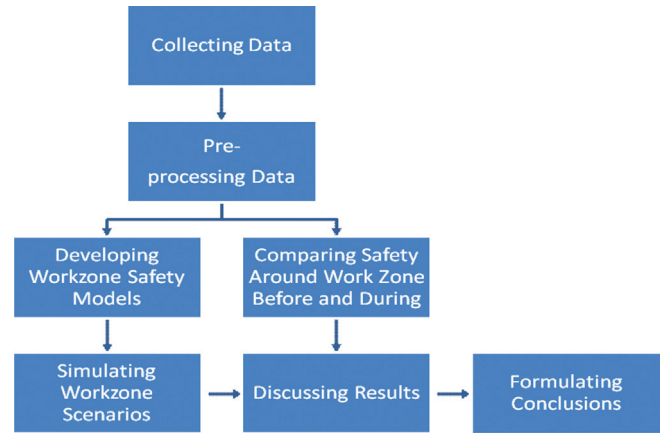 Collecting Data
Pre-
processing Data
Developing
Workzone Safety
Models
Comparing Safety
Around Work Zone
Before and During
Simulating
Workzone
Scenarios
Discussing Results
Formulating
Conclusions